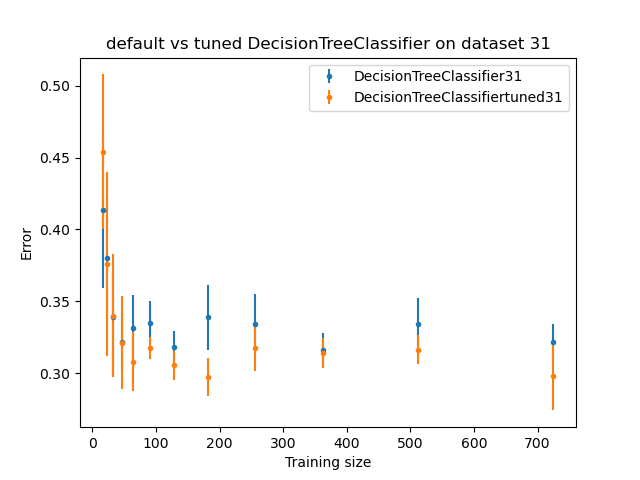 default vs tuned DecisionTreeClassifier on dataset 31
DecisionTreeClassifier31
DecisionTreeClassifiertuned31
0.50
0.45
0.40
0.35
0.30
Error
0 100 200 300 400 500 600 700
Training size